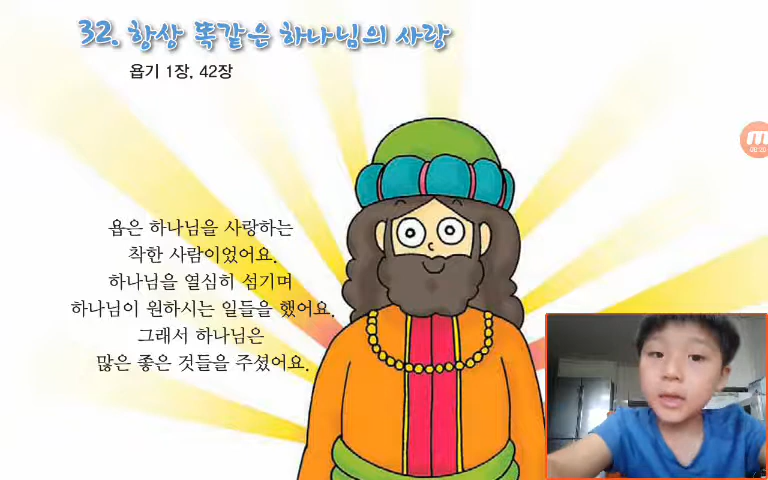 32. 항상 똑같은 하나님의 사랑
욥기 1장, 42장
욥은 하나님을 사랑하는
착한 사람이었어요.
하나님을 열심히 섬기며
하나님이 원하시는 일들을 했어요.
그래서 하나님은
많은 좋은 것들을 주셨어요.